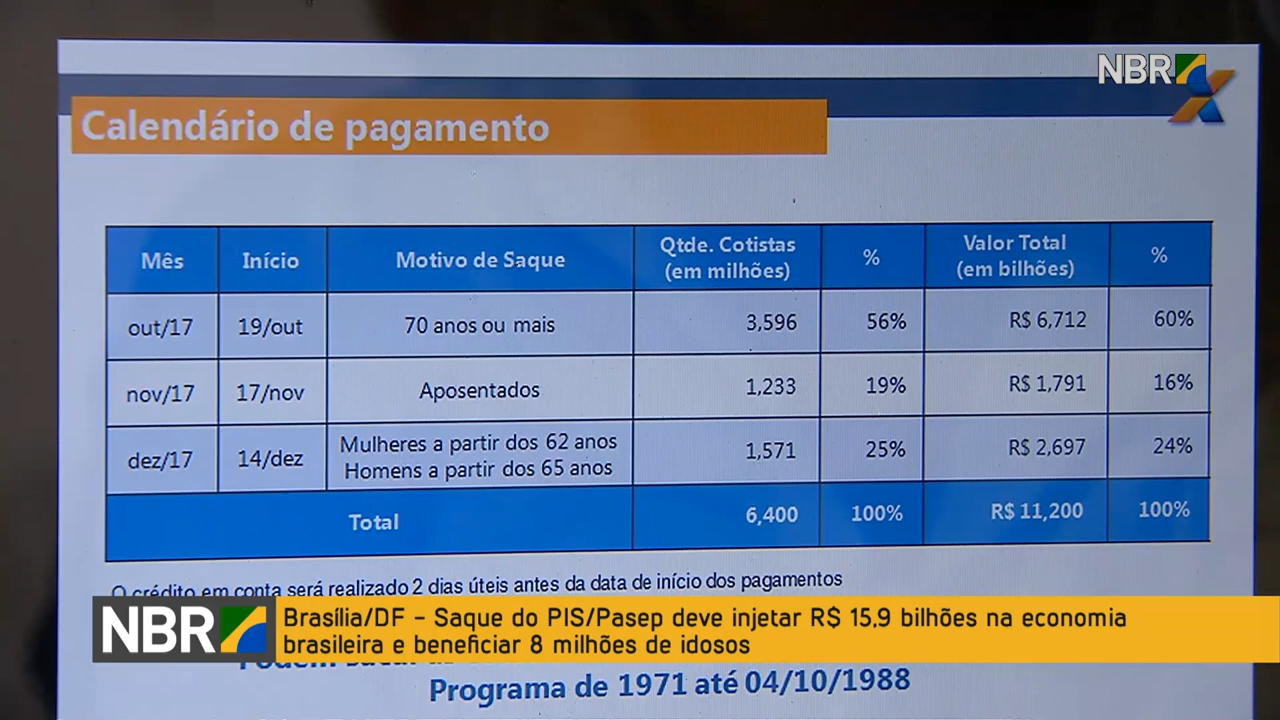 NBR
Calendário de pagamento
Mês Início Motivo de Saque Qtde. Cotistas (em milhões) % Valor Total (em bilhões) %
out/17 19/out 70 anos ou mais 3,596 56% R$ 6,712 60%
nov/17 17/nov Aposentados 1,233 19% R$ 1,791 16%
dez/17 14/dez Mulheres a partir dos 62 anos Homens a partir dos 65 anos 1,571 25% R$ 2,697 24%
Total 6,400 100% R$ 11,200 100%
O crédito em conta será realizado 2 dias úteis antes da data de início dos pagamentos
NBR
Brasília/DF - Saque do PIS/Pasep deve injetar R$ 15,9 bilhões na economia
brasileira e beneficiar 8 milhões de idosos
Programa de 1971 até 04/10/1988